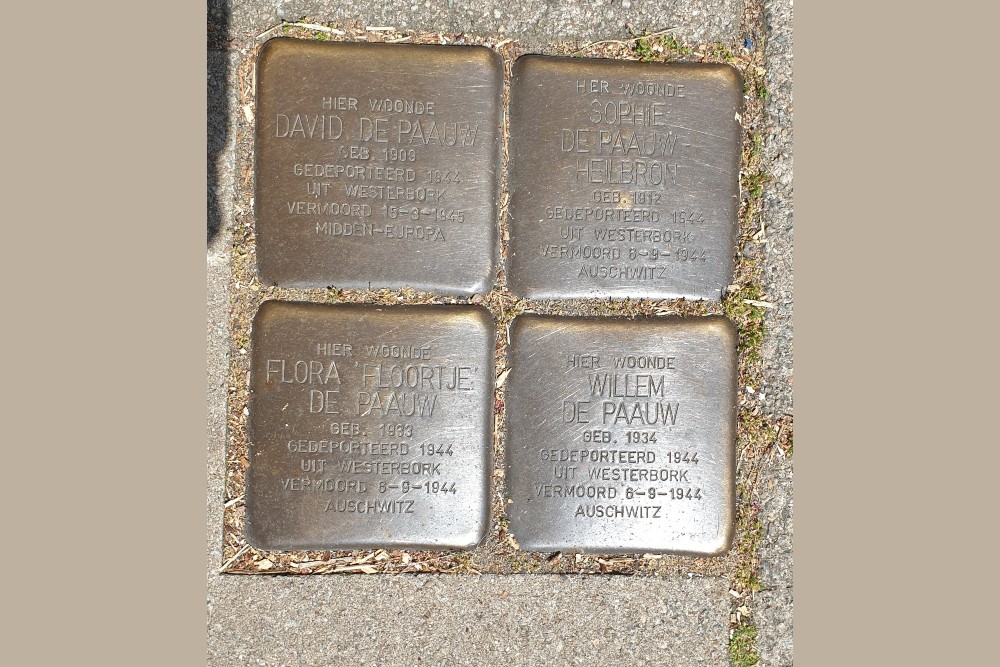 HIER WOONDE
DAVID DE PAAUW
GEB. 1909
GEDEPORTEERD 1944
UIT WESTERBORK
VERMOORD 15-3-1945
MIDDEN-EUROPA
HIER WOONDE
SOPHIE
DE PAAUW-
HEILBRON
GEB. 1912
GEDEPORTEERD 1944
UIT WESTERBORK
VERMOORD 6-9-1944
AUSCHWITZ
HIER WOONDE
FLORA 'FLOORTJE'
DE PAAUW
GEB. 1933
GEDEPORTEERD 1944
UIT WESTERBORK
VERMOORD 6-9-1944
AUSCHWITZ
HIER WOONDE
WILLEM
DE PAAUW
GEB. 1934
GEDEPORTEERD 1944
UIT WESTERBORK
VERMOORD 6-9-1944
AUSCHWITZ